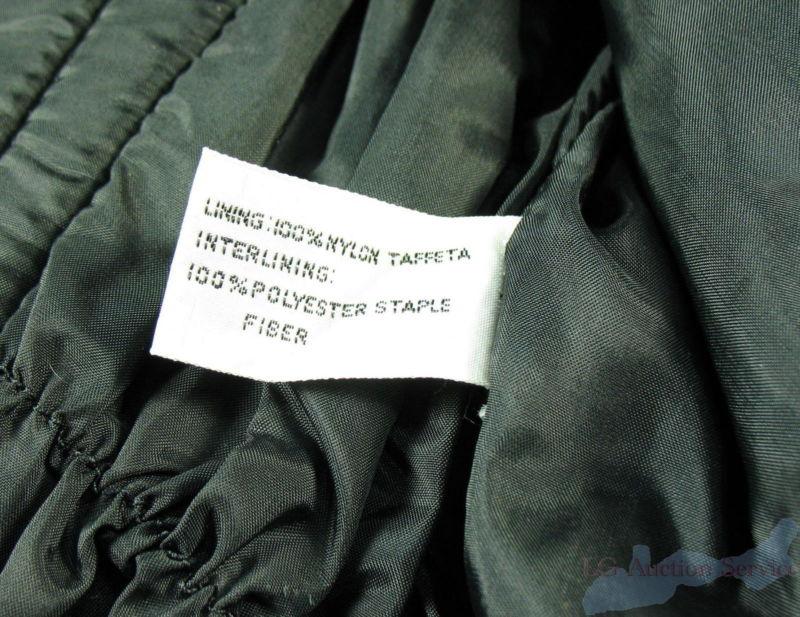 LINING:100%NYLON TAFFETA
INTERLINING:
100%POLYESTER STAPLE
FIBER
LG Auction Service